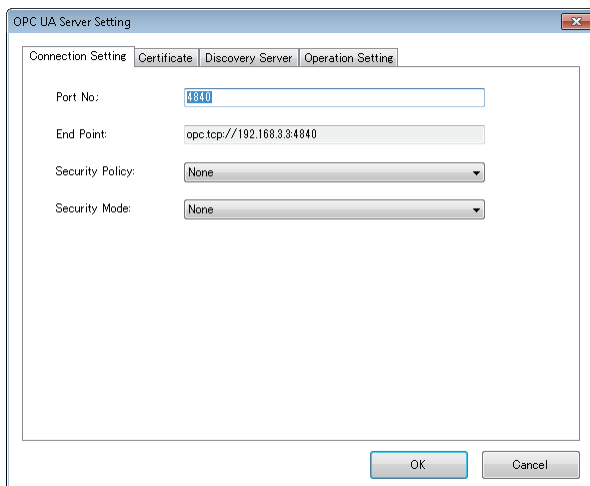 OPC UA Server Setting
Connection Setting Certificate Discovery Server Operation Setting
Port No.: 4840
End Point: opc.tcp://192.168.3.3:4840
Security Policy: None
Security Mode: None
OK Cancel